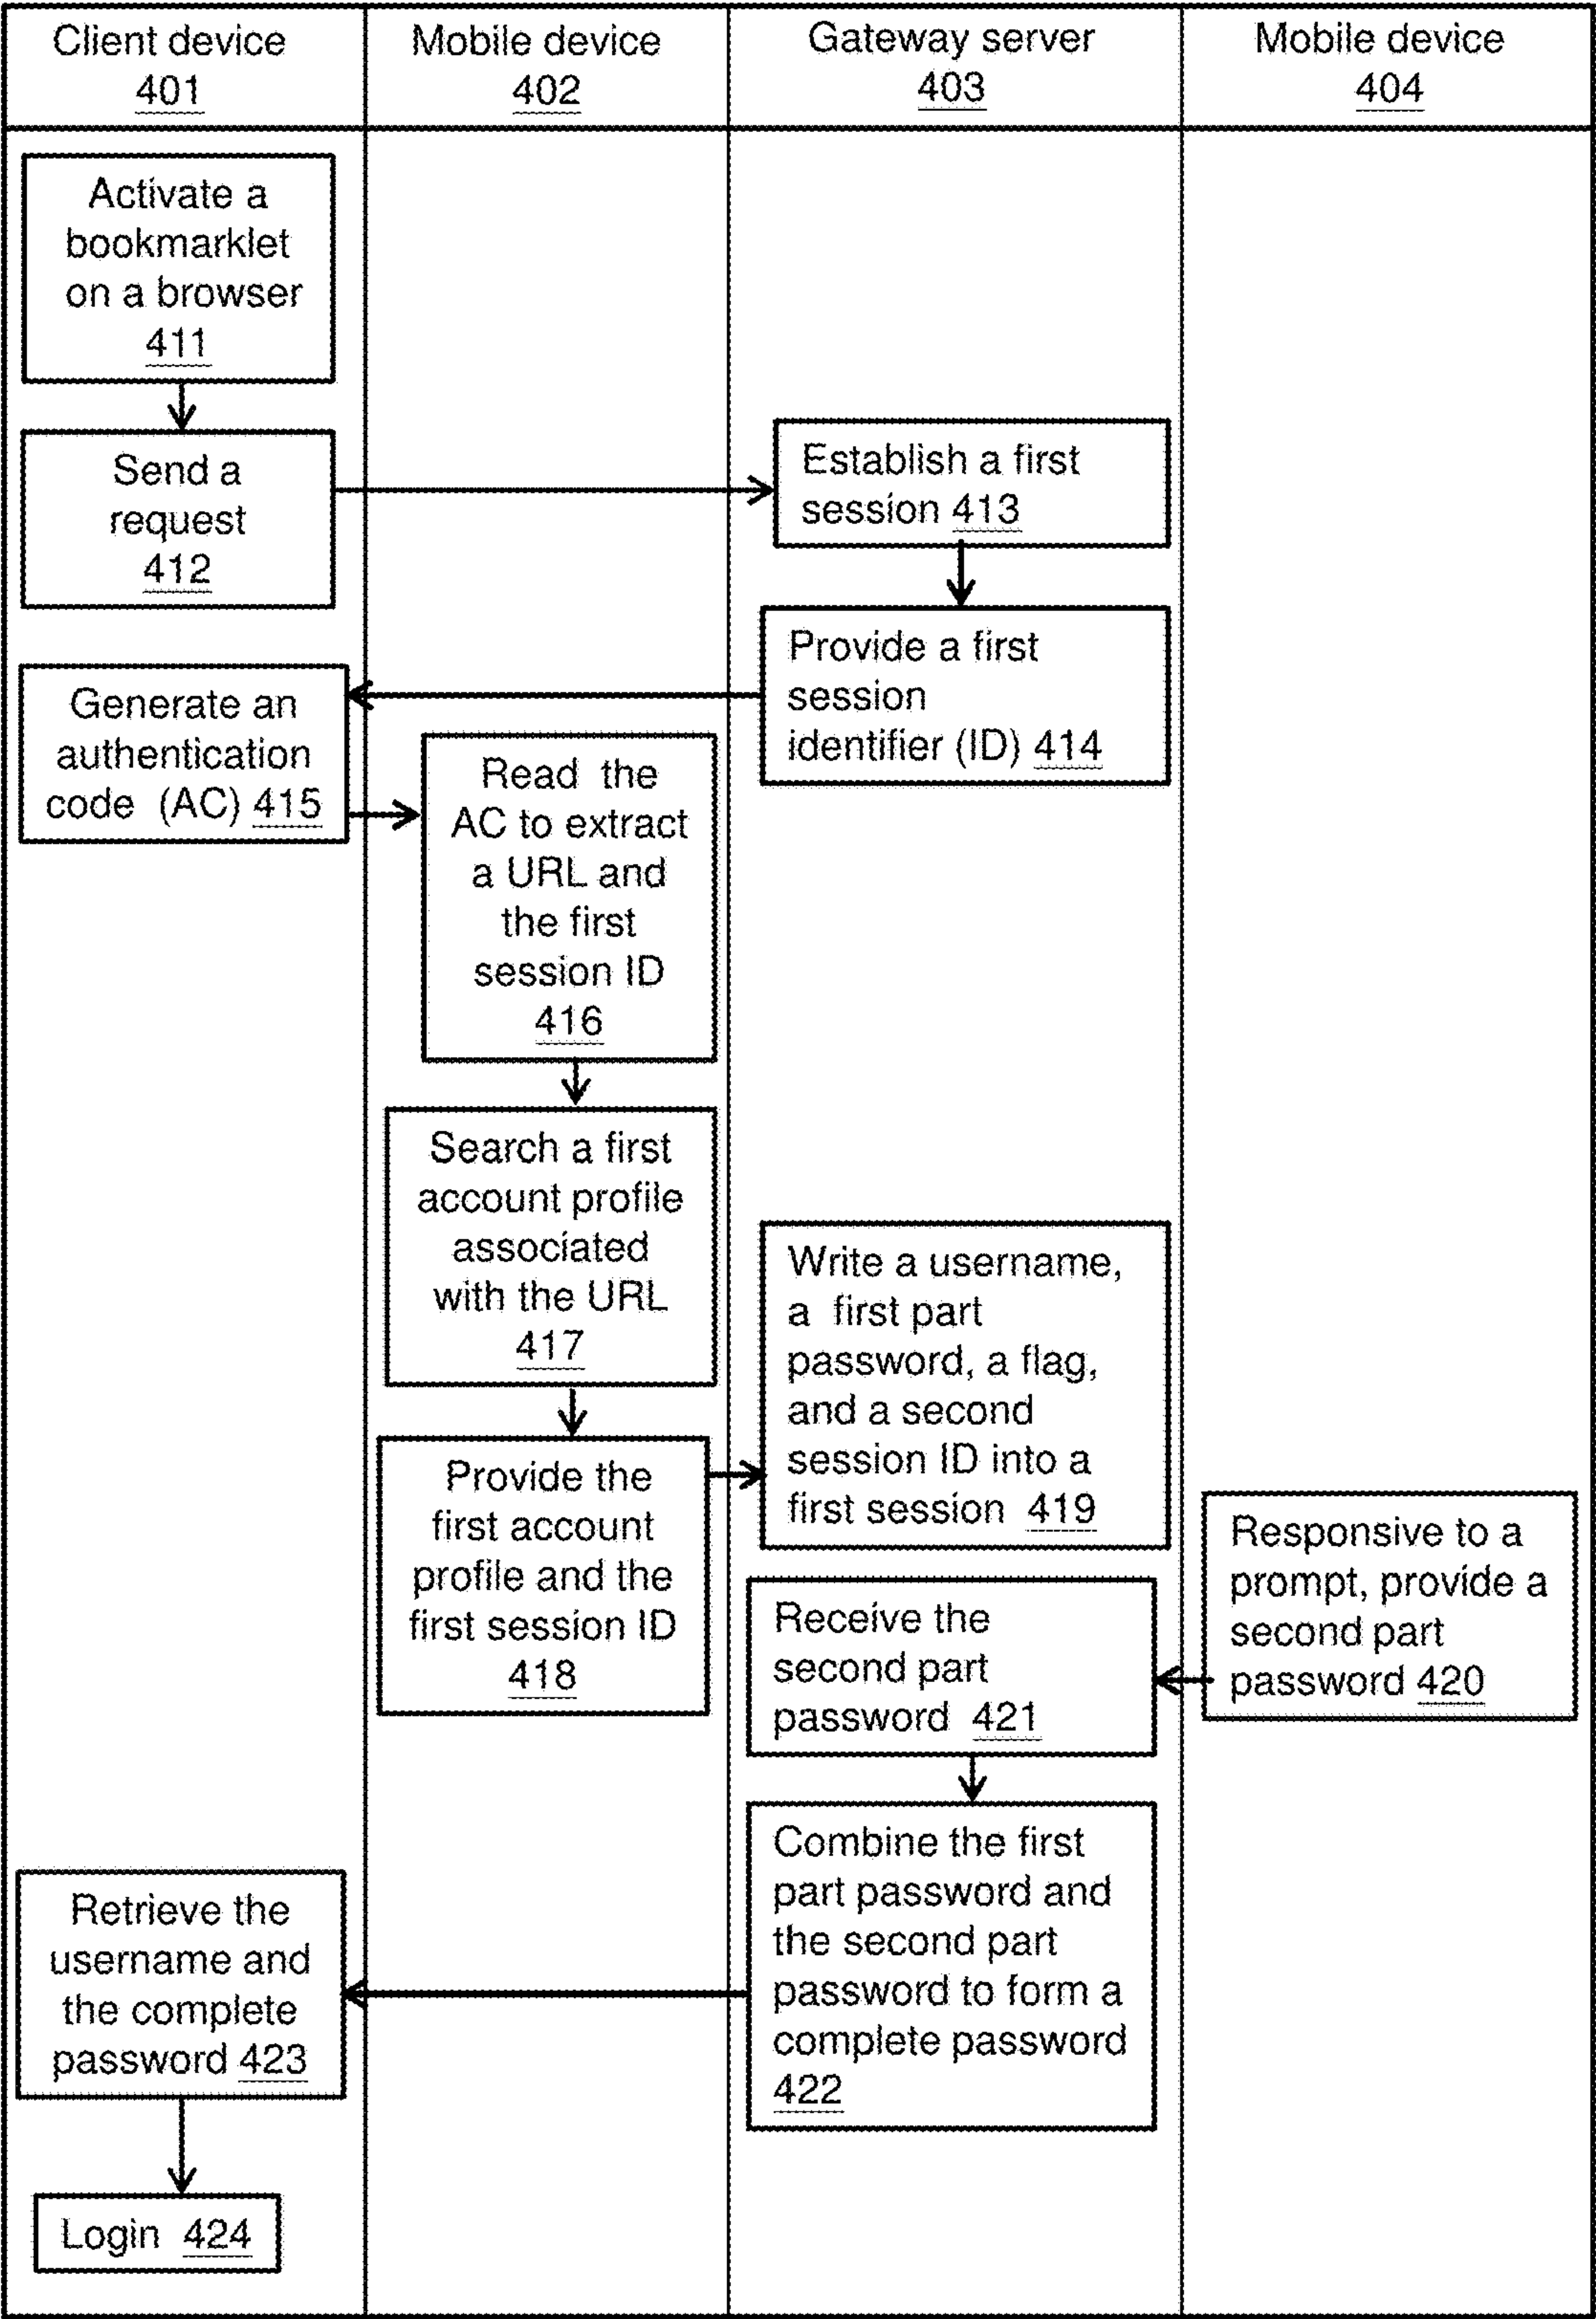 Client device
401
Mobile device
402
Gateway server
403
Mobile device
404
Activate a
bookmarklet
on a browser
411
Send a
request
412
Establish a first
session 413
Provide a first
session
identifier (ID) 414
Generate an
authentication
code (AC) 415
Read the
AC to extract
a URL and
the first
session ID
416
Search a first
account profile
associated
with the URL
417
Provide the
first account
profile and the
first session ID
418
Write a username,
a first part
password, a flag,
and a second
session ID into a
first session 419
Responsive to a
prompt, provide a
second part
password 420
Receive the
second part
password 421
Combine the first
part password and
the second part
password to form a
complete password
422
Retrieve the
username and
the complete
password 423
Login 424